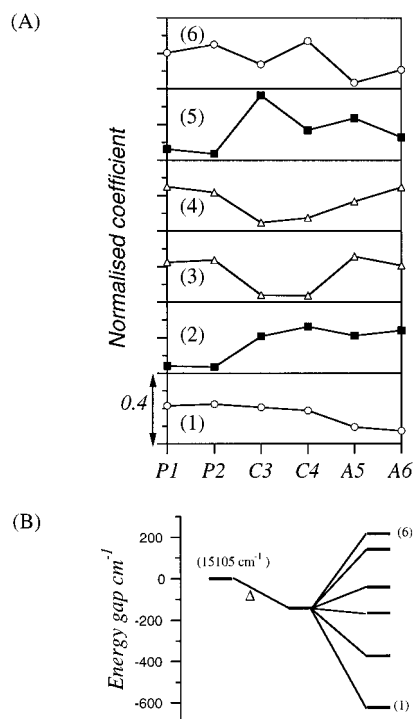 (A)
(6)
(5)
(4)
(3)
(2)
(1)
Normalised coefficient
0.4
P1 P2 C3 C4 A5 A6
(B)
Energy gap cm-1
200
0
-200
-400
-600
(15105 cm-1 )
Δ
(6)
(1)